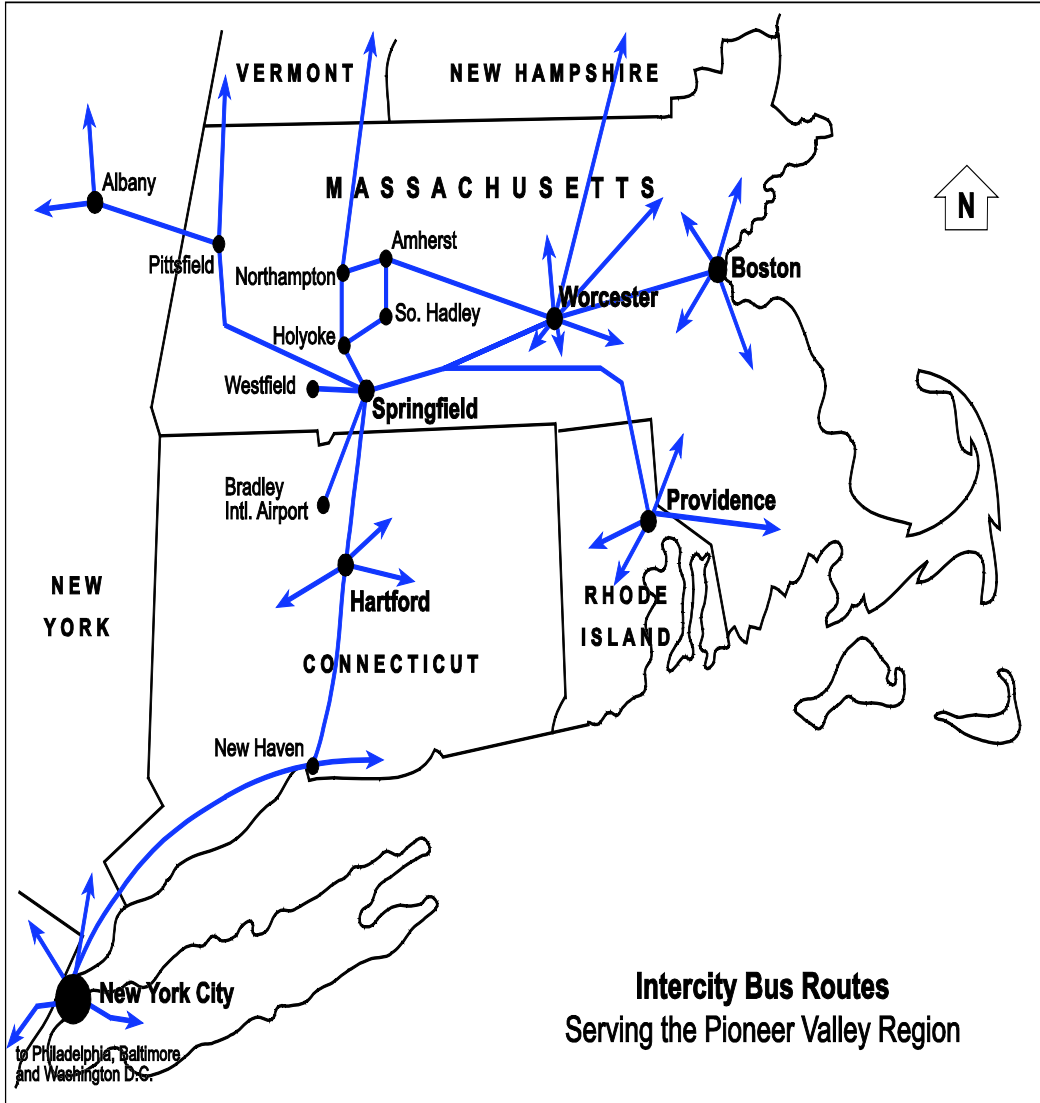 VERMONT
NEW HAMPSHIRE
Albany
MASSACHUSETTS
N
Amherst
Pittsfield
Northampton
Boston
Worcester
So. Hadley
Holyoke
Westfield
Springfield
Bradley
Intl. Airport
Providence
NEW
YORK
Hartford
RHODE
ISLAND
CONNECTICUT
New Haven
New York City
to Philadelphia, Baltimore
and Washington D.C.
Intercity Bus Routes
Serving the Pioneer Valley Region